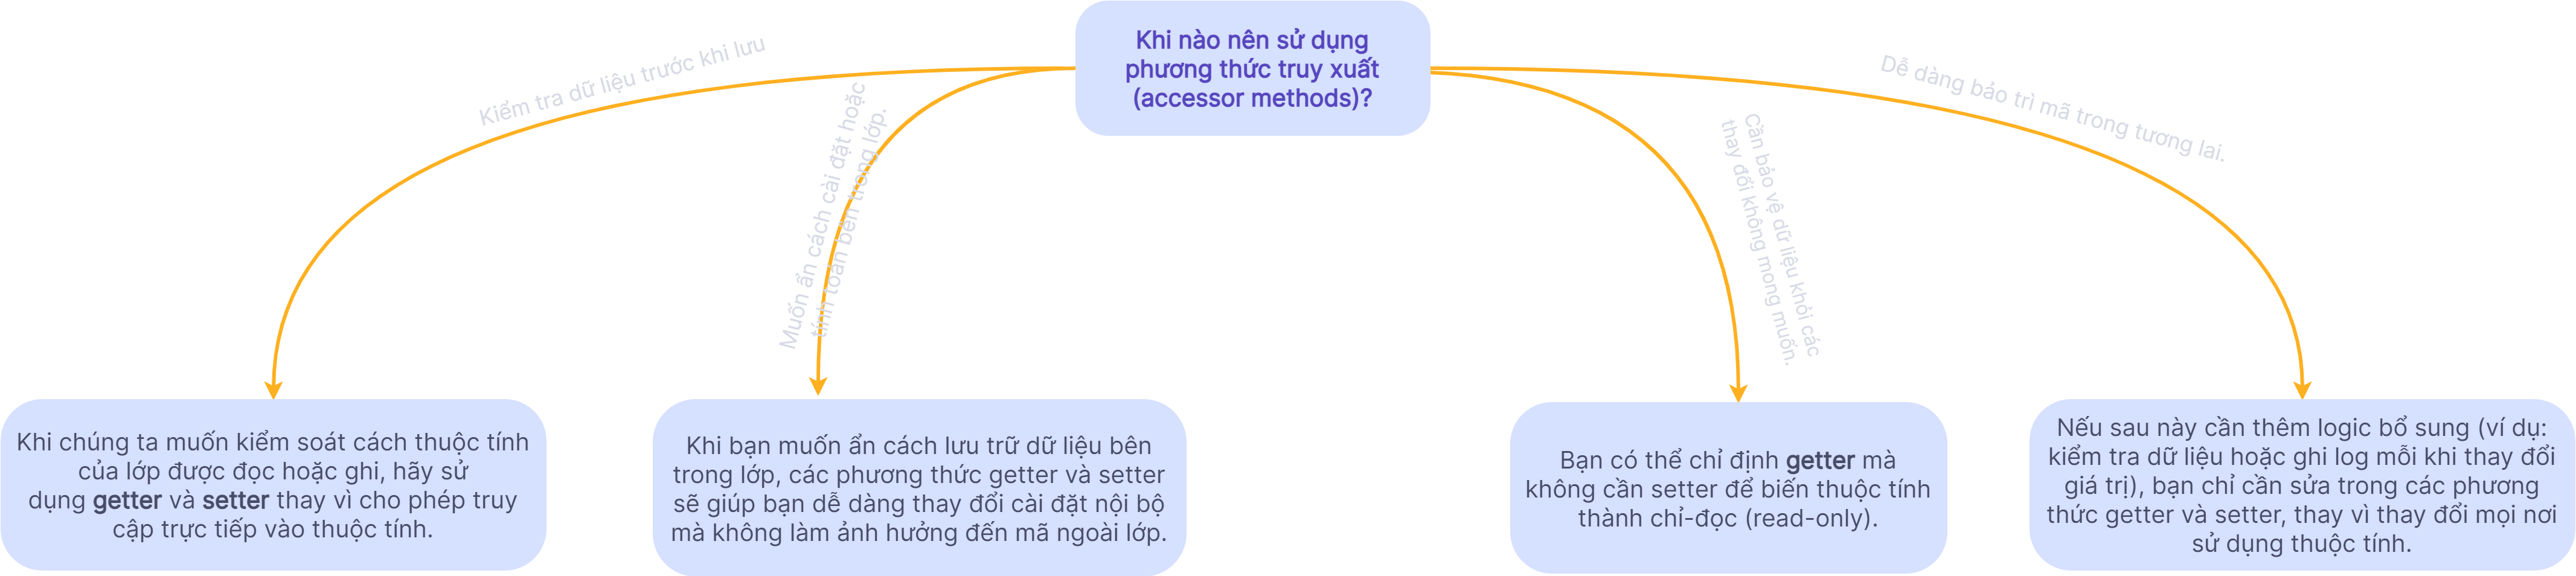 Khi nào nên sử dụng
phương thức truy xuất
(accessor methods)?
Kiểm tra dữ liệu trước khi lưu
Muốn ẩn cách cài đặt hoặc
tính toán bên trong lớp.
Cần bảo vệ dữ liệu khỏi các
thay đổi không mong muốn.
Dễ dàng bảo trì mã trong tương lai.
Khi chúng ta muốn kiểm soát cách thuộc tính
của lớp được đọc hoặc ghi, hãy sử
dụng getter và setter thay vì cho phép truy
cập trực tiếp vào thuộc tính.
Khi bạn muốn ẩn cách lưu trữ dữ liệu bên
trong lớp, các phương thức getter và setter
sẽ giúp bạn dễ dàng thay đổi cài đặt nội bộ
mà không làm ảnh hưởng đến mã ngoài lớp.
Bạn có thể chỉ định getter mà
không cần setter để biến thuộc tính
thành chỉ-đọc (read-only).
Nếu sau này cần thêm logic bổ sung (ví dụ:
kiểm tra dữ liệu hoặc ghi log mỗi khi thay đổi
giá trị), bạn chỉ cần sửa trong các phương
thức getter và setter, thay vì thay đổi mọi nơi
sử dụng thuộc tính.